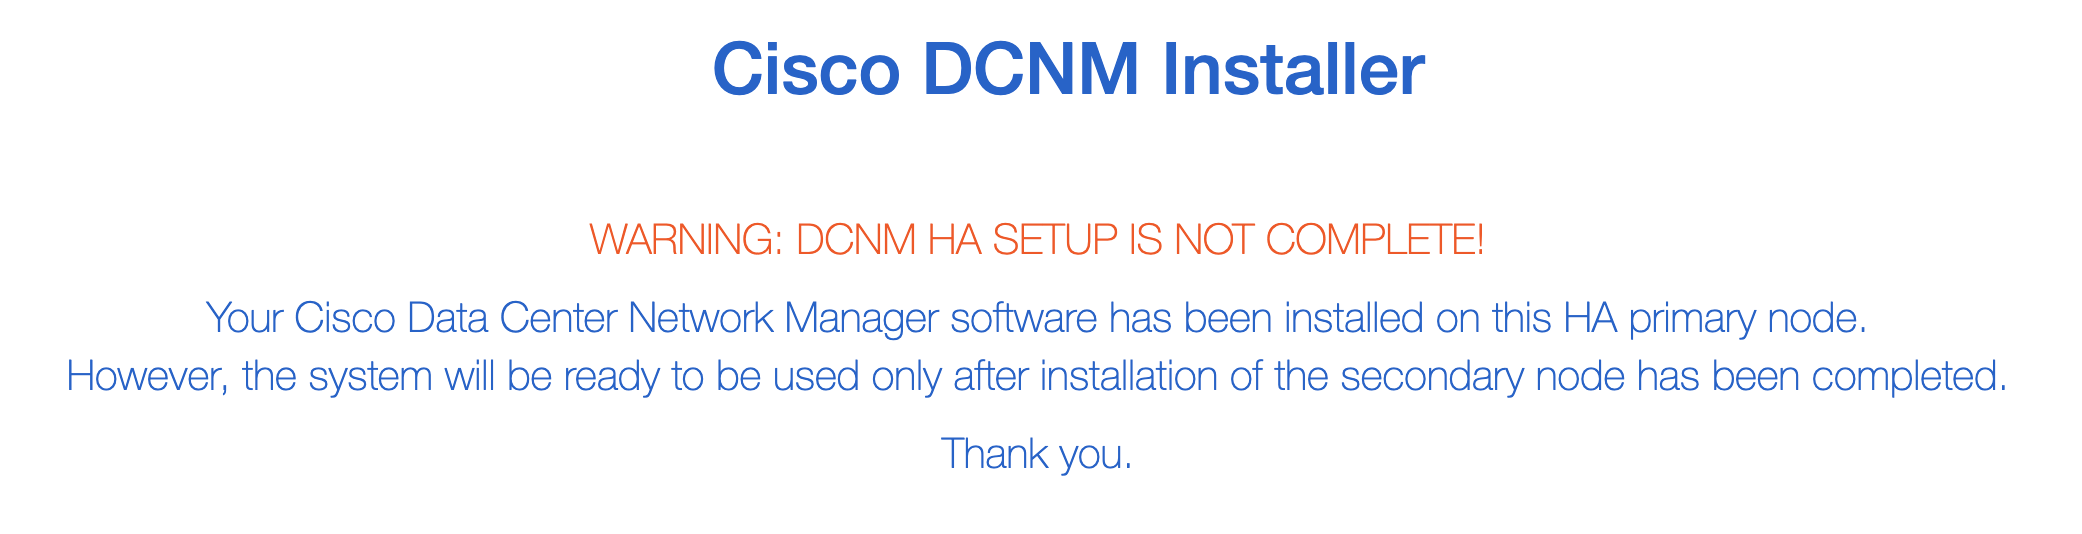 Cisco DCNM Installer
WARNING: DCNM HA SETUP IS NOT COMPLETE!
Your Cisco Data Center Network Manager software has been installed on this HA primary node.
However, the system will be ready to be used only after installation of the secondary node has been completed.
Thank you.